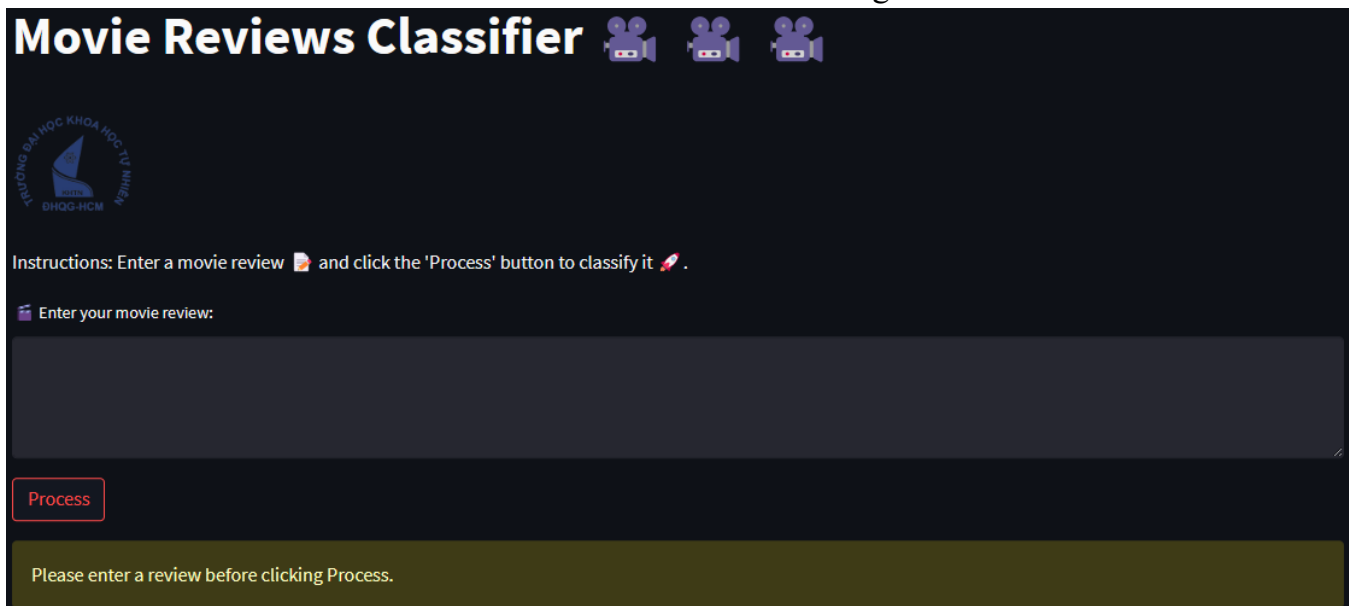 Movie Reviews Classifier 🎥 🎥 🎥
TRƯỜNG ĐẠI HỌC KHOA HỌC TỰ NHIÊN
KHTN
ĐHQG-HCM
Instructions: Enter a movie review 📝 and click the 'Process' button to classify it 🚀 .
🎬 Enter your movie review:
Process
Please enter a review before clicking Process.